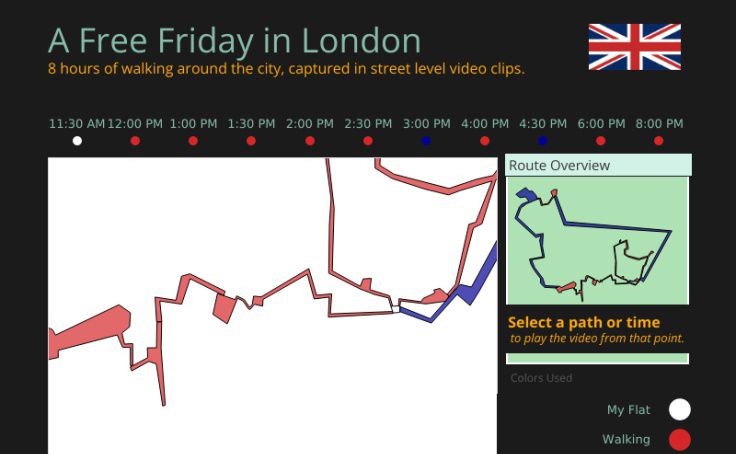 A Free Friday in London
8 hours of walking around the city, captured in street level video clips.
11:30 AM 12:00 PM 1:00 PM 1:30 PM 2:00 PM 2:30 PM 3:00 PM 4:00 PM 4:30 PM 6:00 PM 8:00 PM
Route Overview
Select a path or time
to play the video from that point.
Colors Used
My Flat
Walking